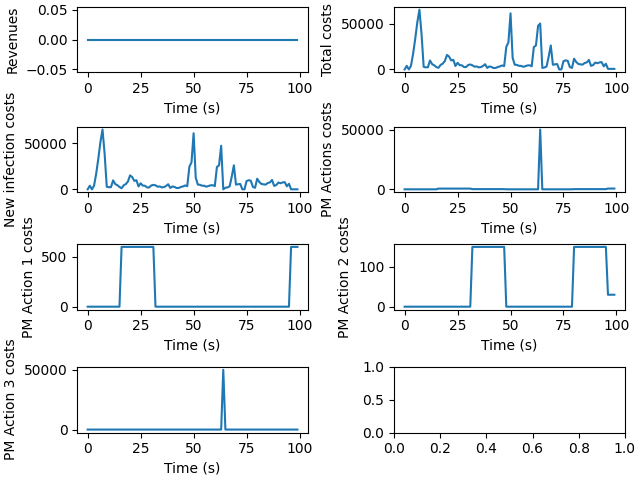 Revenues
0.05
0.00
−0.05
0 25 50 75 100
Time (s)
Total costs
50000
0
0 25 50 75 100
Time (s)
New infection costs
50000
0
0 25 50 75 100
Time (s)
PM Actions costs
50000
0
0 25 50 75 100
Time (s)
PM Action 1 costs
500
0
0 25 50 75 100
Time (s)
PM Action 2 costs
100
0
0 25 50 75 100
Time (s)
PM Action 3 costs
50000
0
0 25 50 75 100
Time (s)
1.0
0.5
0.0
0.0 0.2 0.4 0.6 0.8 1.0